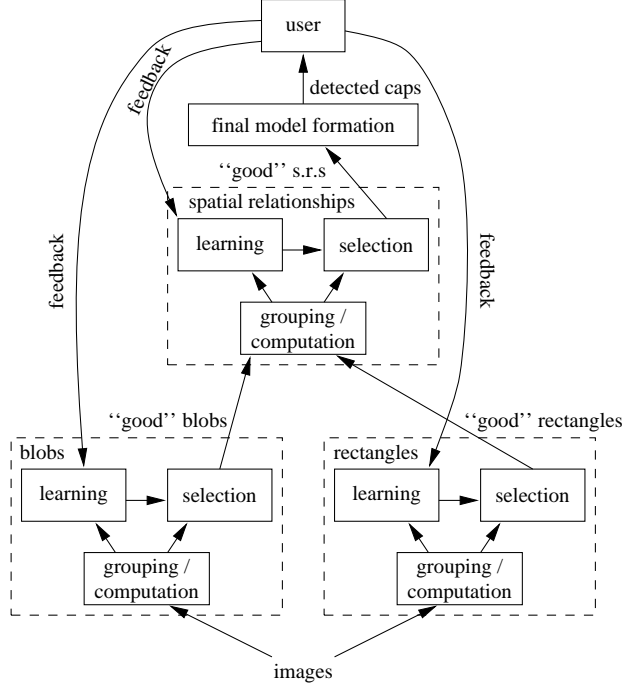 user
feedback
detected caps
final model formation
‘‘good’’ s.r.s
spatial relationships
learning
selection
feedback
feedback
grouping /
computation
‘‘good’’ blobs
‘‘good’’ rectangles
blobs
learning
selection
grouping /
computation
rectangles
learning
selection
grouping /
computation
images